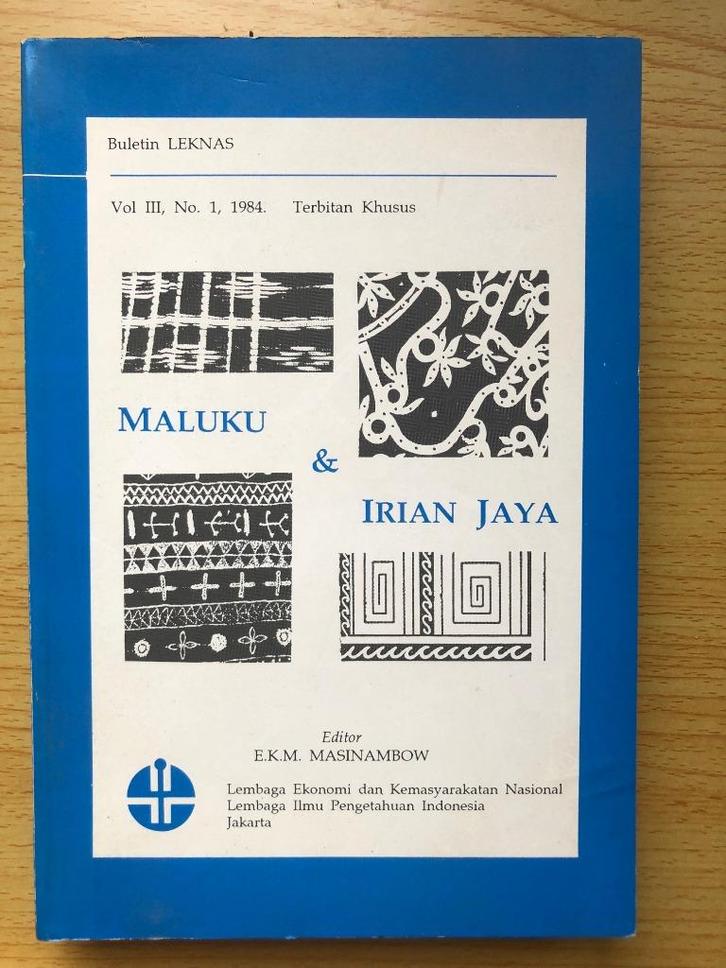 Buletin LEKNAS
Vol III, No. 1, 1984. Terbitan Khusus
MALUKU
&
IRIAN JAYA
Editor
E.K.M. MASINAMBOW
Lembaga Ekonomi dan Kemasyarakatan Nasional
Lembaga Ilmu Pengetahuan Indonesia
Jakarta